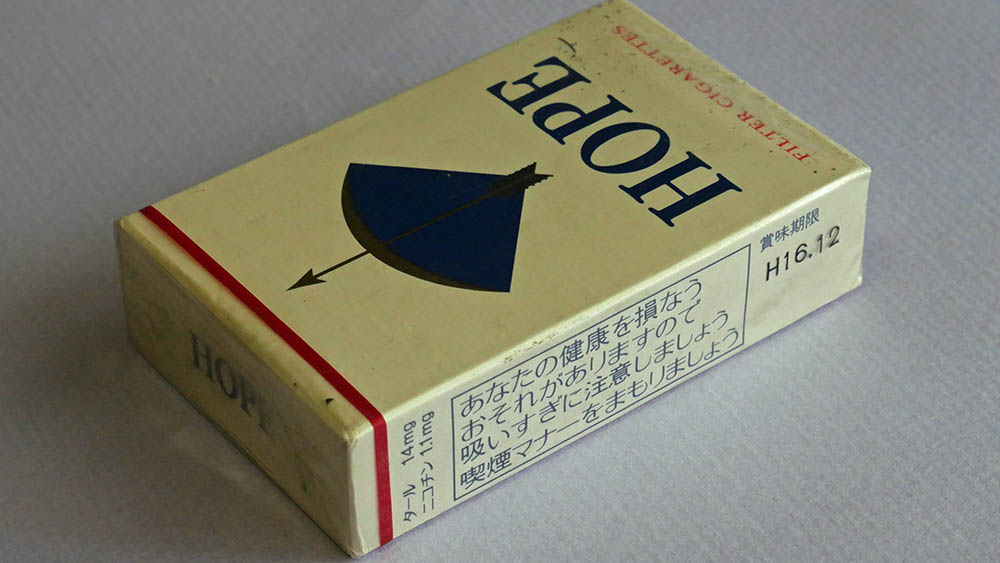 FILTER CIGARETTES
HOPE
HOPE
タール 14mg
ニコチン 1.1mg
あなたの健康を損なう
おそれがありますので
吸いすぎに注意しましょう
喫煙マナーをまもりましょう
賞味期限
H16.12